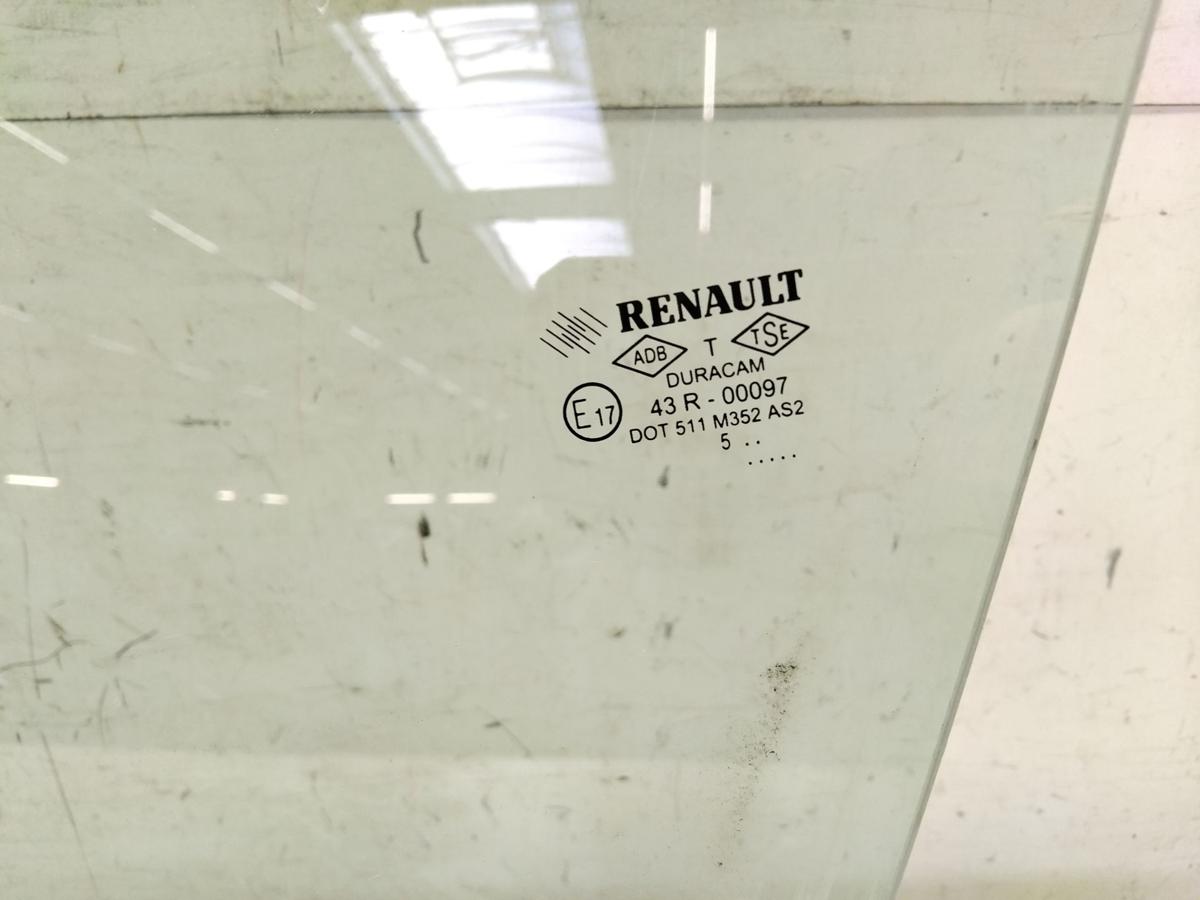 RENAULT
ADB T TSE
DURACAM
E17 43 R - 00097
DOT 511 M352 AS2
5 . .
. . . . .